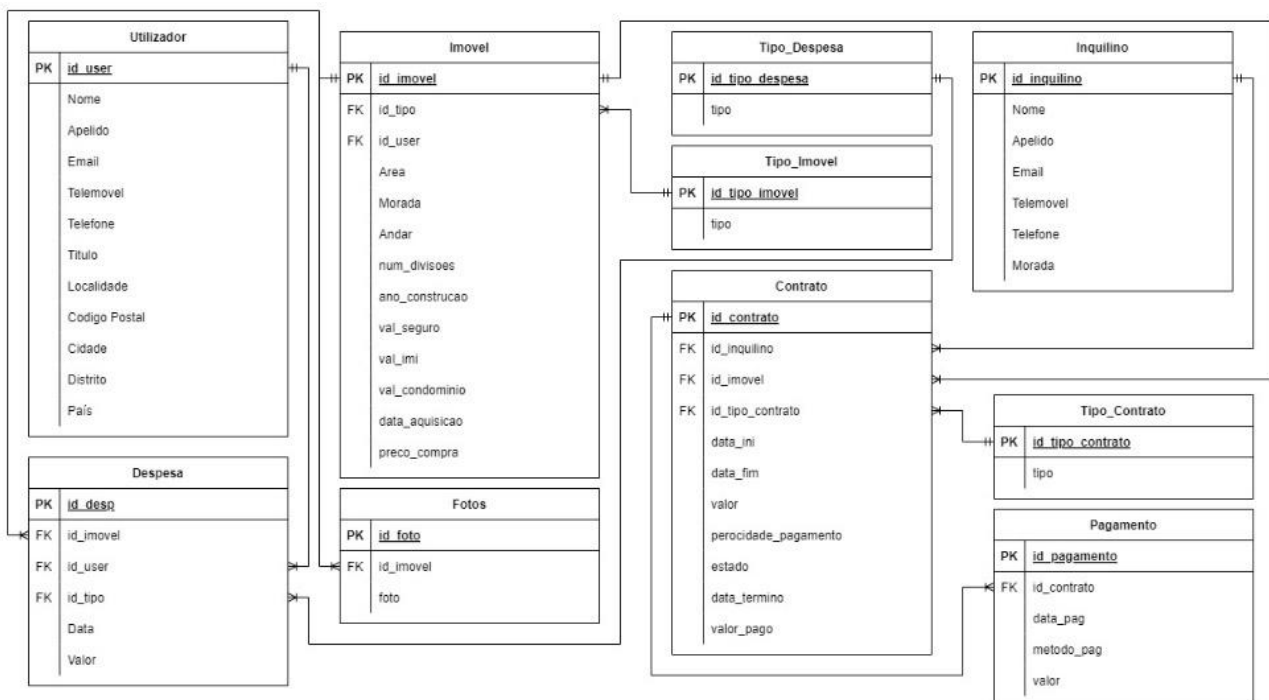 Utilizador
PK id_user
Nome
Apelido
Email
Telemovel
Telefone
Titulo
Localidade
Codigo Postal
Cidade
Distrito
País
Imovel
PK id_imovel
FK id_tipo
FK id_user
Area
Morada
Andar
num_divisoes
ano_construcao
val_seguro
val_imi
val_condominio
data_aquisicao
preco_compra
Tipo_Despesa
PK id_tipo_despesa
tipo
Tipo_Imovel
PK id_tipo_imovel
tipo
Inquilino
PK id_inquilino
Nome
Apelido
Email
Telemovel
Telefone
Morada
Contrato
PK id_contrato
FK id_inquilino
FK id_imovel
FK id_tipo_contrato
data_ini
data_fim
valor
perocidade_pagamento
estado
data_termino
valor_pago
Tipo_Contrato
PK id_tipo_contrato
tipo
Despesa
PK id_desp
FK id_imovel
FK id_user
FK id_tipo
Data
Valor
Fotos
PK id_foto
FK id_imovel
foto
Pagamento
PK id_pagamento
FK id_contrato
data_pag
metodo_pag
valor